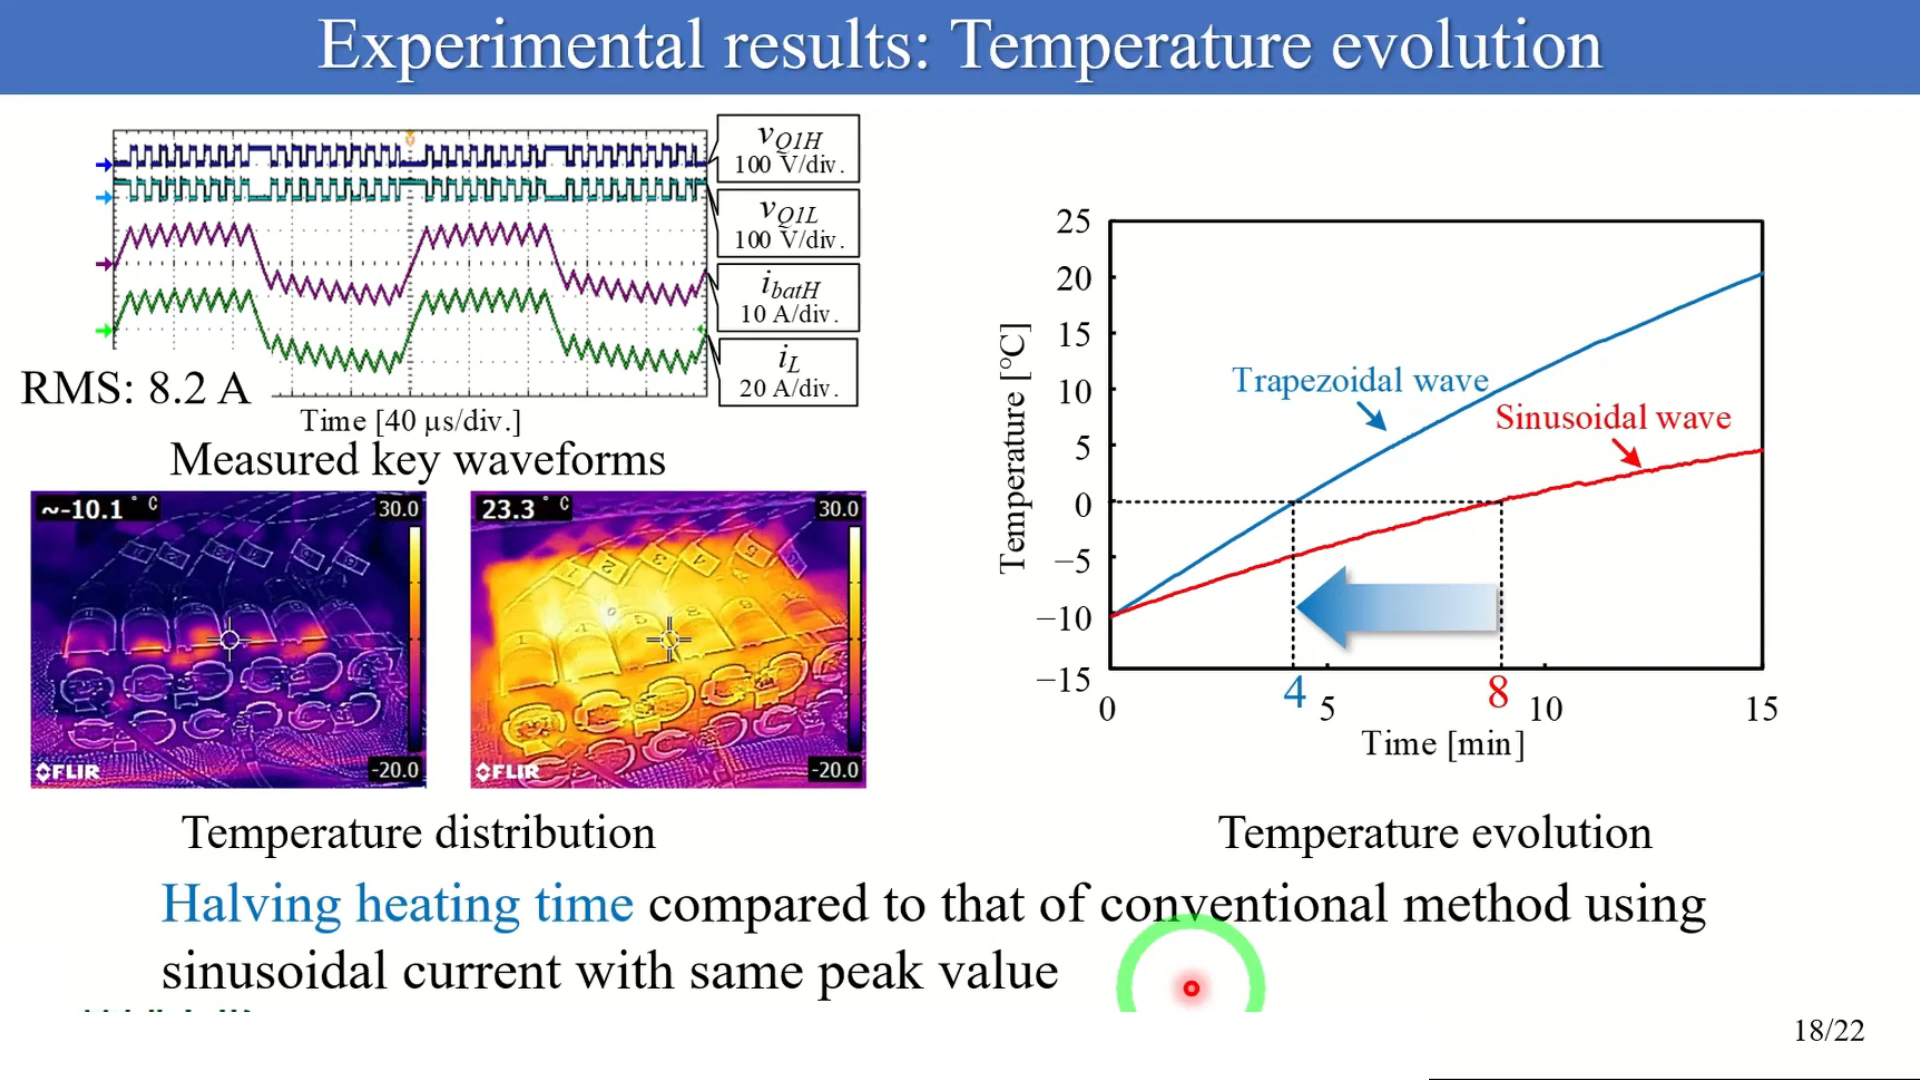 Experimental results: Temperature evolution
vQ1H
100 V/div.
vQ1L
100 V/div.
ibatH
10 A/div.
iL
20 A/div.
RMS: 8.2 A
Time [40 μs/div.]
Measured key waveforms
~-10.1 °C
30.0
-20.0
FLIR
23.3 °C
30.0
-20.0
FLIR
Temperature distribution
Temperature [°C]
25
20
15
10
5
0
−5
−10
−15
Trapezoidal wave
Sinusoidal wave
0
4
5
8
10
15
Time [min]
Temperature evolution
Halving heating time compared to that of conventional method using
sinusoidal current with same peak value
18/22